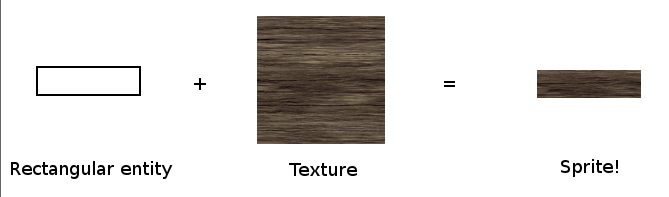 +
=
Rectangular entity
Texture
Sprite!